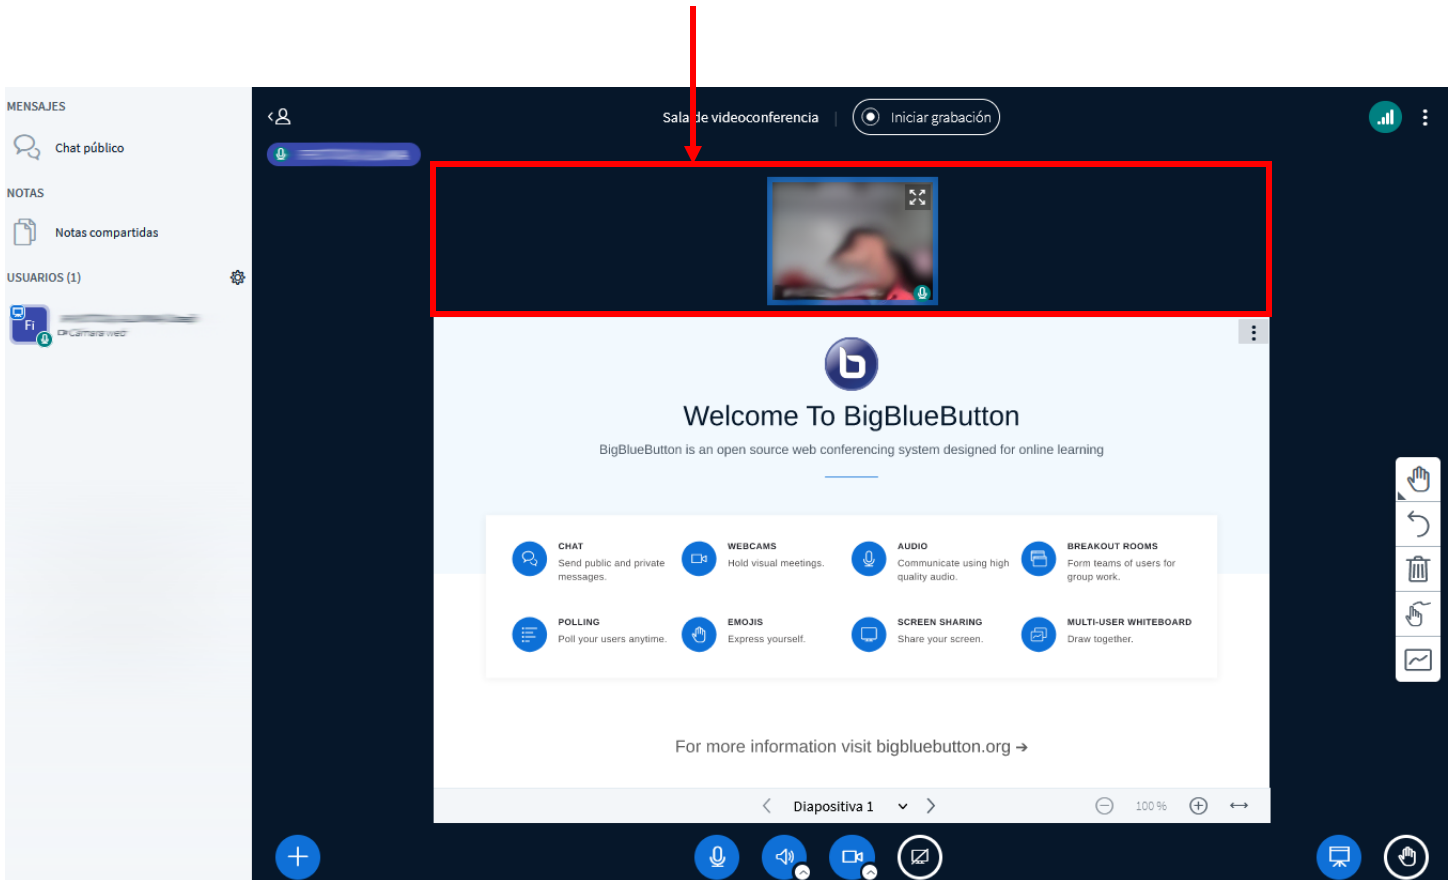 MENSAJES
Chat público
NOTAS
Notas compartidas
USUARIOS (1)
Fi
Cámara web
Sala de videoconferencia
Iniciar grabación
Welcome To BigBlueButton
BigBlueButton is an open source web conferencing system designed for online learning
CHAT
Send public and private
messages.
WEBCAMS
Hold visual meetings.
AUDIO
Communicate using high
quality audio.
BREAKOUT ROOMS
Form teams of users for
group work.
POLLING
Poll your users anytime.
EMOJIS
Express yourself.
SCREEN SHARING
Share your screen.
MULTI-USER WHITEBOARD
Draw together.
For more information visit bigbluebutton.org →
Diapositiva 1
100 %